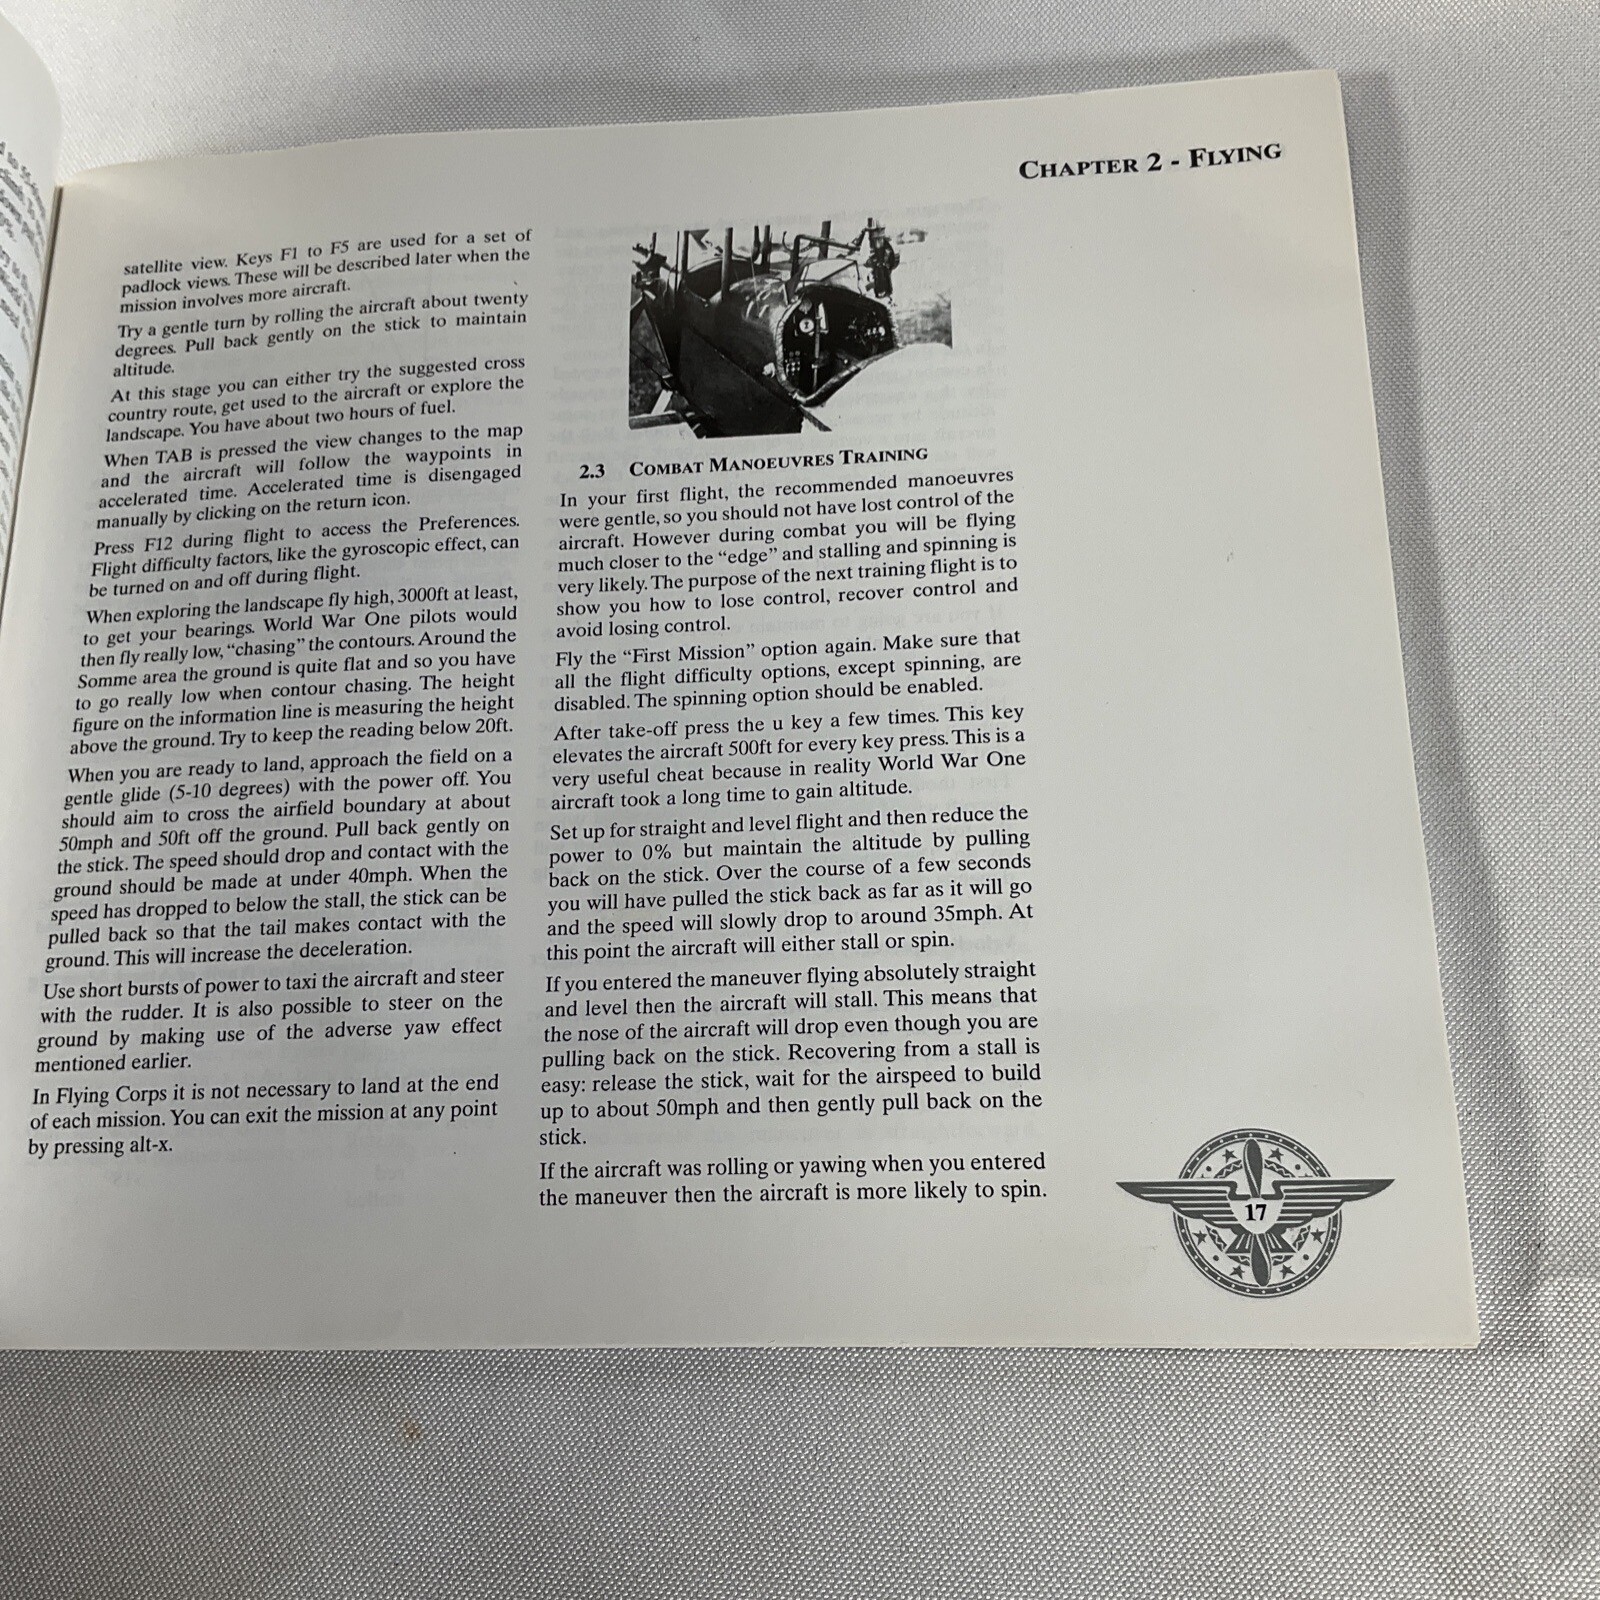 CHAPTER 2 - FLYING
satellite view. Keys F1 to F5 are used for a set of
padlock views. These will be described later when the
mission involves more aircraft.
Try a gentle turn by rolling the aircraft about twenty
degrees. Pull back gently on the stick to maintain
altitude.
At this stage you can either try the suggested cross
country route, get used to the aircraft or explore the
landscape. You have about two hours of fuel.
When TAB is pressed the view changes to the map
and the aircraft will follow the waypoints in
accelerated time. Accelerated time is disengaged
manually by clicking on the return icon.
Press F12 during flight to access the Preferences.
Flight difficulty factors, like the gyroscopic effect, can
be turned on and off during flight.
When exploring the landscape fly high, 3000ft at least,
to get your bearings. World War One pilots would
then fly really low, “chasing” the contours. Around the
Somme area the ground is quite flat and so you have
to go really low when contour chasing. The height
figure on the information line is measuring the height
above the ground. Try to keep the reading below 20ft.
When you are ready to land, approach the field on a
gentle glide (5-10 degrees) with the power off. You
should aim to cross the airfield boundary at about
50mph and 50ft off the ground. Pull back gently on
the stick. The speed should drop and contact with the
ground should be made at under 40mph. When the
speed has dropped to below the stall, the stick can be
pulled back so that the tail makes contact with the
ground. This will increase the deceleration.
Use short bursts of power to taxi the aircraft and steer
with the rudder. It is also possible to steer on the
ground by making use of the adverse yaw effect
mentioned earlier.
In Flying Corps it is not necessary to land at the end
of each mission. You can exit the mission at any point
by pressing alt-x.
2.3 COMBAT MANOEUVRES TRAINING
In your first flight, the recommended manoeuvres
were gentle, so you should not have lost control of the
aircraft. However during combat you will be flying
much closer to the “edge” and stalling and spinning is
very likely. The purpose of the next training flight is to
show you how to lose control, recover control and
avoid losing control.
Fly the “First Mission” option again. Make sure that
all the flight difficulty options, except spinning, are
disabled. The spinning option should be enabled.
After take-off press the u key a few times. This key
elevates the aircraft 500ft for every key press. This is a
very useful cheat because in reality World War One
aircraft took a long time to gain altitude.
Set up for straight and level flight and then reduce the
power to 0% but maintain the altitude by pulling
back on the stick. Over the course of a few seconds
you will have pulled the stick back as far as it will go
and the speed will slowly drop to around 35mph. At
this point the aircraft will either stall or spin.
If you entered the maneuver flying absolutely straight
and level then the aircraft will stall. This means that
the nose of the aircraft will drop even though you are
pulling back on the stick. Recovering from a stall is
easy: release the stick, wait for the airspeed to build
up to about 50mph and then gently pull back on the
stick.
If the aircraft was rolling or yawing when you entered
the maneuver then the aircraft is more likely to spin.
17